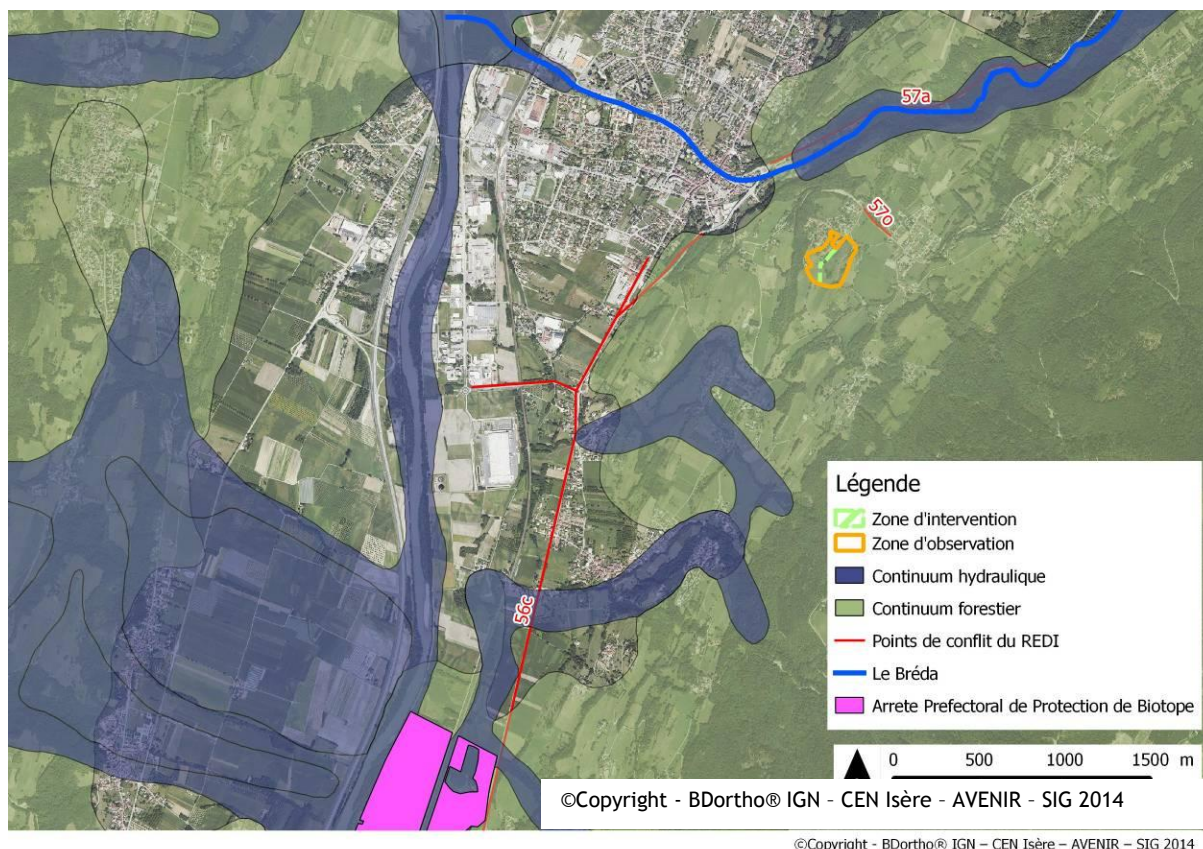 57a
57o
56c
Légende
Zone d'intervention
Zone d'observation
Continuum hydraulique
Continuum forestier
Points de conflit du REDI
Le Bréda
Arrete Prefectoral de Protection de Biotope
0 500 1000 1500 m
©Copyright - BDortho® IGN - CEN Isère - AVENIR - SIG 2014
©Copyright - BDortho® IGN – CEN Isère – AVENIR – SIG 2014